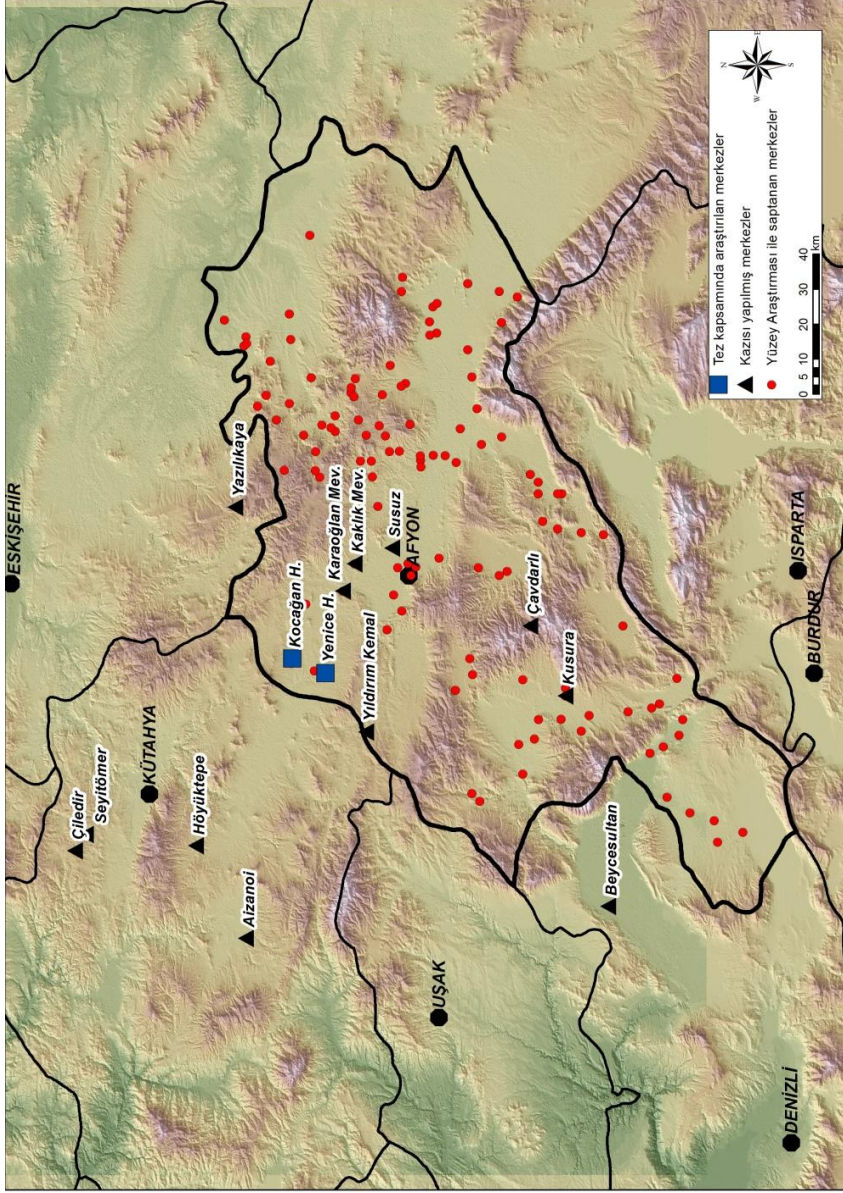 ESKİŞEHİR
Çiledir
Seyitömer
KÜTAHYA
Höyüktepe
Yazılıkaya
Aizanoi
Kocağan H.
Yenice H.
Karaoğlan Mev.
Kaklık Mev.
Yıldırım Kemal
Susuz
AFYON
UŞAK
Çavdarlı
Kusura
Beycesultan
DENİZLİ
BURDUR
ISPARTA
Tez kapsamında araştırılan merkezler
Kazısı yapılmış merkezler
Yüzey Araştırması ile saptanan merkezler
0 5 10 20 30 40
km
N
W E
S